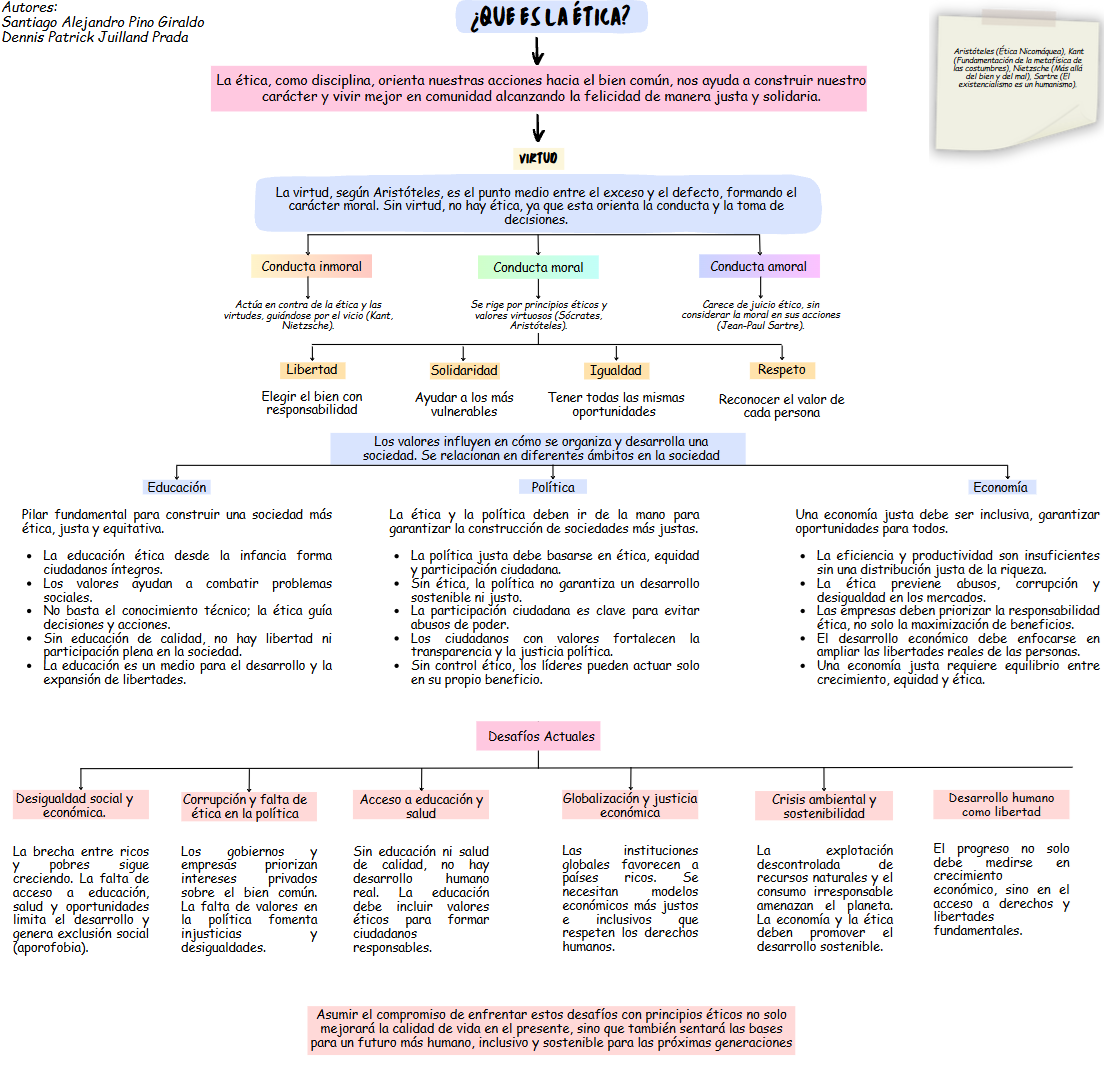 Autores:
Santiago Alejandro Pino Giraldo
Dennis Patrick Juilland Prada
¿QUE ES LA ÉTICA?
Aristóteles (Ética Nicomáquea), Kant
(Fundamentación de la metafísica de
las costumbres), Nietzsche (Más allá
del bien y del mal), Sartre (El
existencialismo es un humanismo).
La ética, como disciplina, orienta nuestras acciones hacia el bien común, nos ayuda a construir nuestro
carácter y vivir mejor en comunidad alcanzando la felicidad de manera justa y solidaria.
VIRTUD
La virtud, según Aristóteles, es el punto medio entre el exceso y el defecto, formando el
carácter moral. Sin virtud, no hay ética, ya que esta orienta la conducta y la toma de
decisiones.
Conducta inmoral
Actúa en contra de la ética y las
virtudes, guiándose por el vicio (Kant,
Nietzsche).
Conducta moral
Se rige por principios éticos y
valores virtuosos (Sócrates,
Aristóteles).
Conducta amoral
Carece de juicio ético, sin
considerar la moral en sus acciones
(Jean-Paul Sartre).
Libertad
Elegir el bien con
responsabilidad
Solidaridad
Ayudar a los más
vulnerables
Igualdad
Tener todas las mismas
oportunidades
Respeto
Reconocer el valor de
cada persona
Los valores influyen en cómo se organiza y desarrolla una
sociedad. Se relacionan en diferentes ámbitos en la sociedad
Educación
Pilar fundamental para construir una sociedad más
ética, justa y equitativa.
• La educación ética desde la infancia forma
ciudadanos íntegros.
• Los valores ayudan a combatir problemas
sociales.
• No basta el conocimiento técnico; la ética guía
decisiones y acciones.
• Sin educación de calidad, no hay libertad ni
participación plena en la sociedad.
• La educación es un medio para el desarrollo y la
expansión de libertades.
Política
La ética y la política deben ir de la mano para
garantizar la construcción de sociedades más justas.
• La política justa debe basarse en ética, equidad
y participación ciudadana.
• Sin ética, la política no garantiza un desarrollo
sostenible ni justo.
• La participación ciudadana es clave para evitar
abusos de poder.
• Los ciudadanos con valores fortalecen la
transparencia y la justicia política.
• Sin control ético, los líderes pueden actuar solo
en su propio beneficio.
Economía
Una economía justa debe ser inclusiva, garantizar
oportunidades para todos.
• La eficiencia y productividad son insuficientes
sin una distribución justa de la riqueza.
• La ética previene abusos, corrupción y
desigualdad en los mercados.
• Las empresas deben priorizar la responsabilidad
ética, no solo la maximización de beneficios.
• El desarrollo económico debe enfocarse en
ampliar las libertades reales de las personas.
• Una economía justa requiere equilibrio entre
crecimiento, equidad y ética.
Desafíos Actuales
Desigualdad social y
económica.
La brecha entre ricos
y pobres sigue
creciendo. La falta de
acceso a educación,
salud y oportunidades
limita el desarrollo y
genera exclusión social
(aporofobia).
Corrupción y falta de
ética en la política
Los gobiernos y
empresas priorizan
intereses privados
sobre el bien común.
La falta de valores en
la política fomenta
injusticias y
desigualdades.
Acceso a educación y
salud
Sin educación ni salud
de calidad, no hay
desarrollo humano
real. La educación
debe incluir valores
éticos para formar
ciudadanos
responsables.
Globalización y justicia
económica
Las instituciones
globales favorecen a
países ricos. Se
necesitan modelos
económicos más justos
e inclusivos que
respeten los derechos
humanos.
Crisis ambiental y
sostenibilidad
La explotación
descontrolada de
recursos naturales y el
consumo irresponsable
amenazan el planeta.
La economía y la ética
deben promover el
desarrollo sostenible.
Desarrollo humano
como libertad
El progreso no solo
debe medirse en
crecimiento
económico, sino en el
acceso a derechos y
libertades
fundamentales.
Asumir el compromiso de enfrentar estos desafíos con principios éticos no solo
mejorará la calidad de vida en el presente, sino que también sentará las bases
para un futuro más humano, inclusivo y sostenible para las próximas generaciones